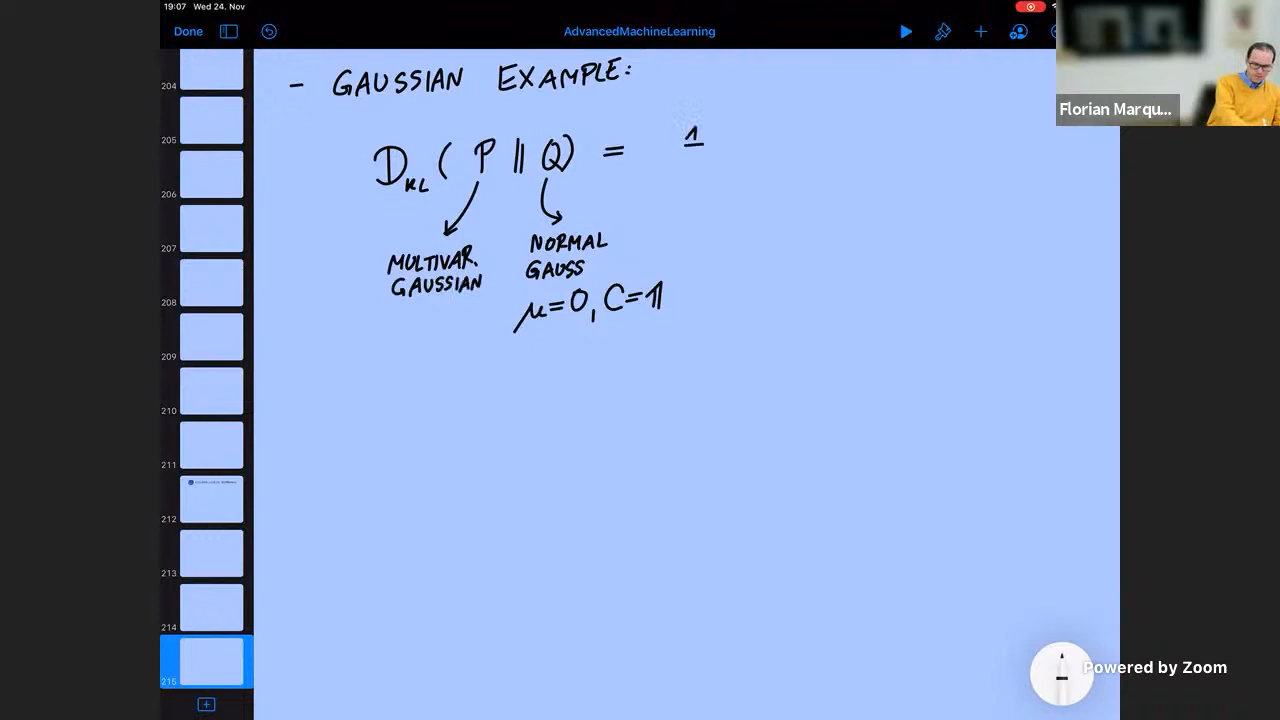 19:07 Wed 24. Nov
Done
AdvancedMachineLearning
Florian Marqu...
- GAUSSIAN EXAMPLE:
D_KL ( P || Q ) = 1
MULTIVAR.
GAUSSIAN
NORMAL
GAUSS
μ=0, C=𝟙
204
205
206
207
208
209
210
211
212
213
214
215
Powered by Zoom